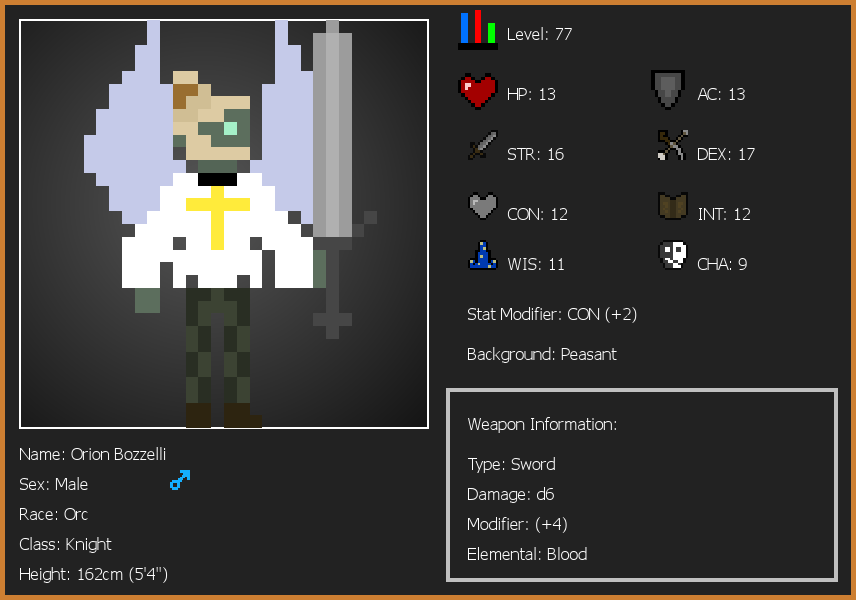 Level: 77
HP: 13
AC: 13
STR: 16
DEX: 17
CON: 12
INT: 12
WIS: 11
CHA: 9
Stat Modifier: CON (+2)
Background: Peasant
Weapon Information:
Type: Sword
Damage: d6
Modifier: (+4)
Elemental: Blood
Name: Orion Bozzelli
Sex: Male
Race: Orc
Class: Knight
Height: 162cm (5'4")